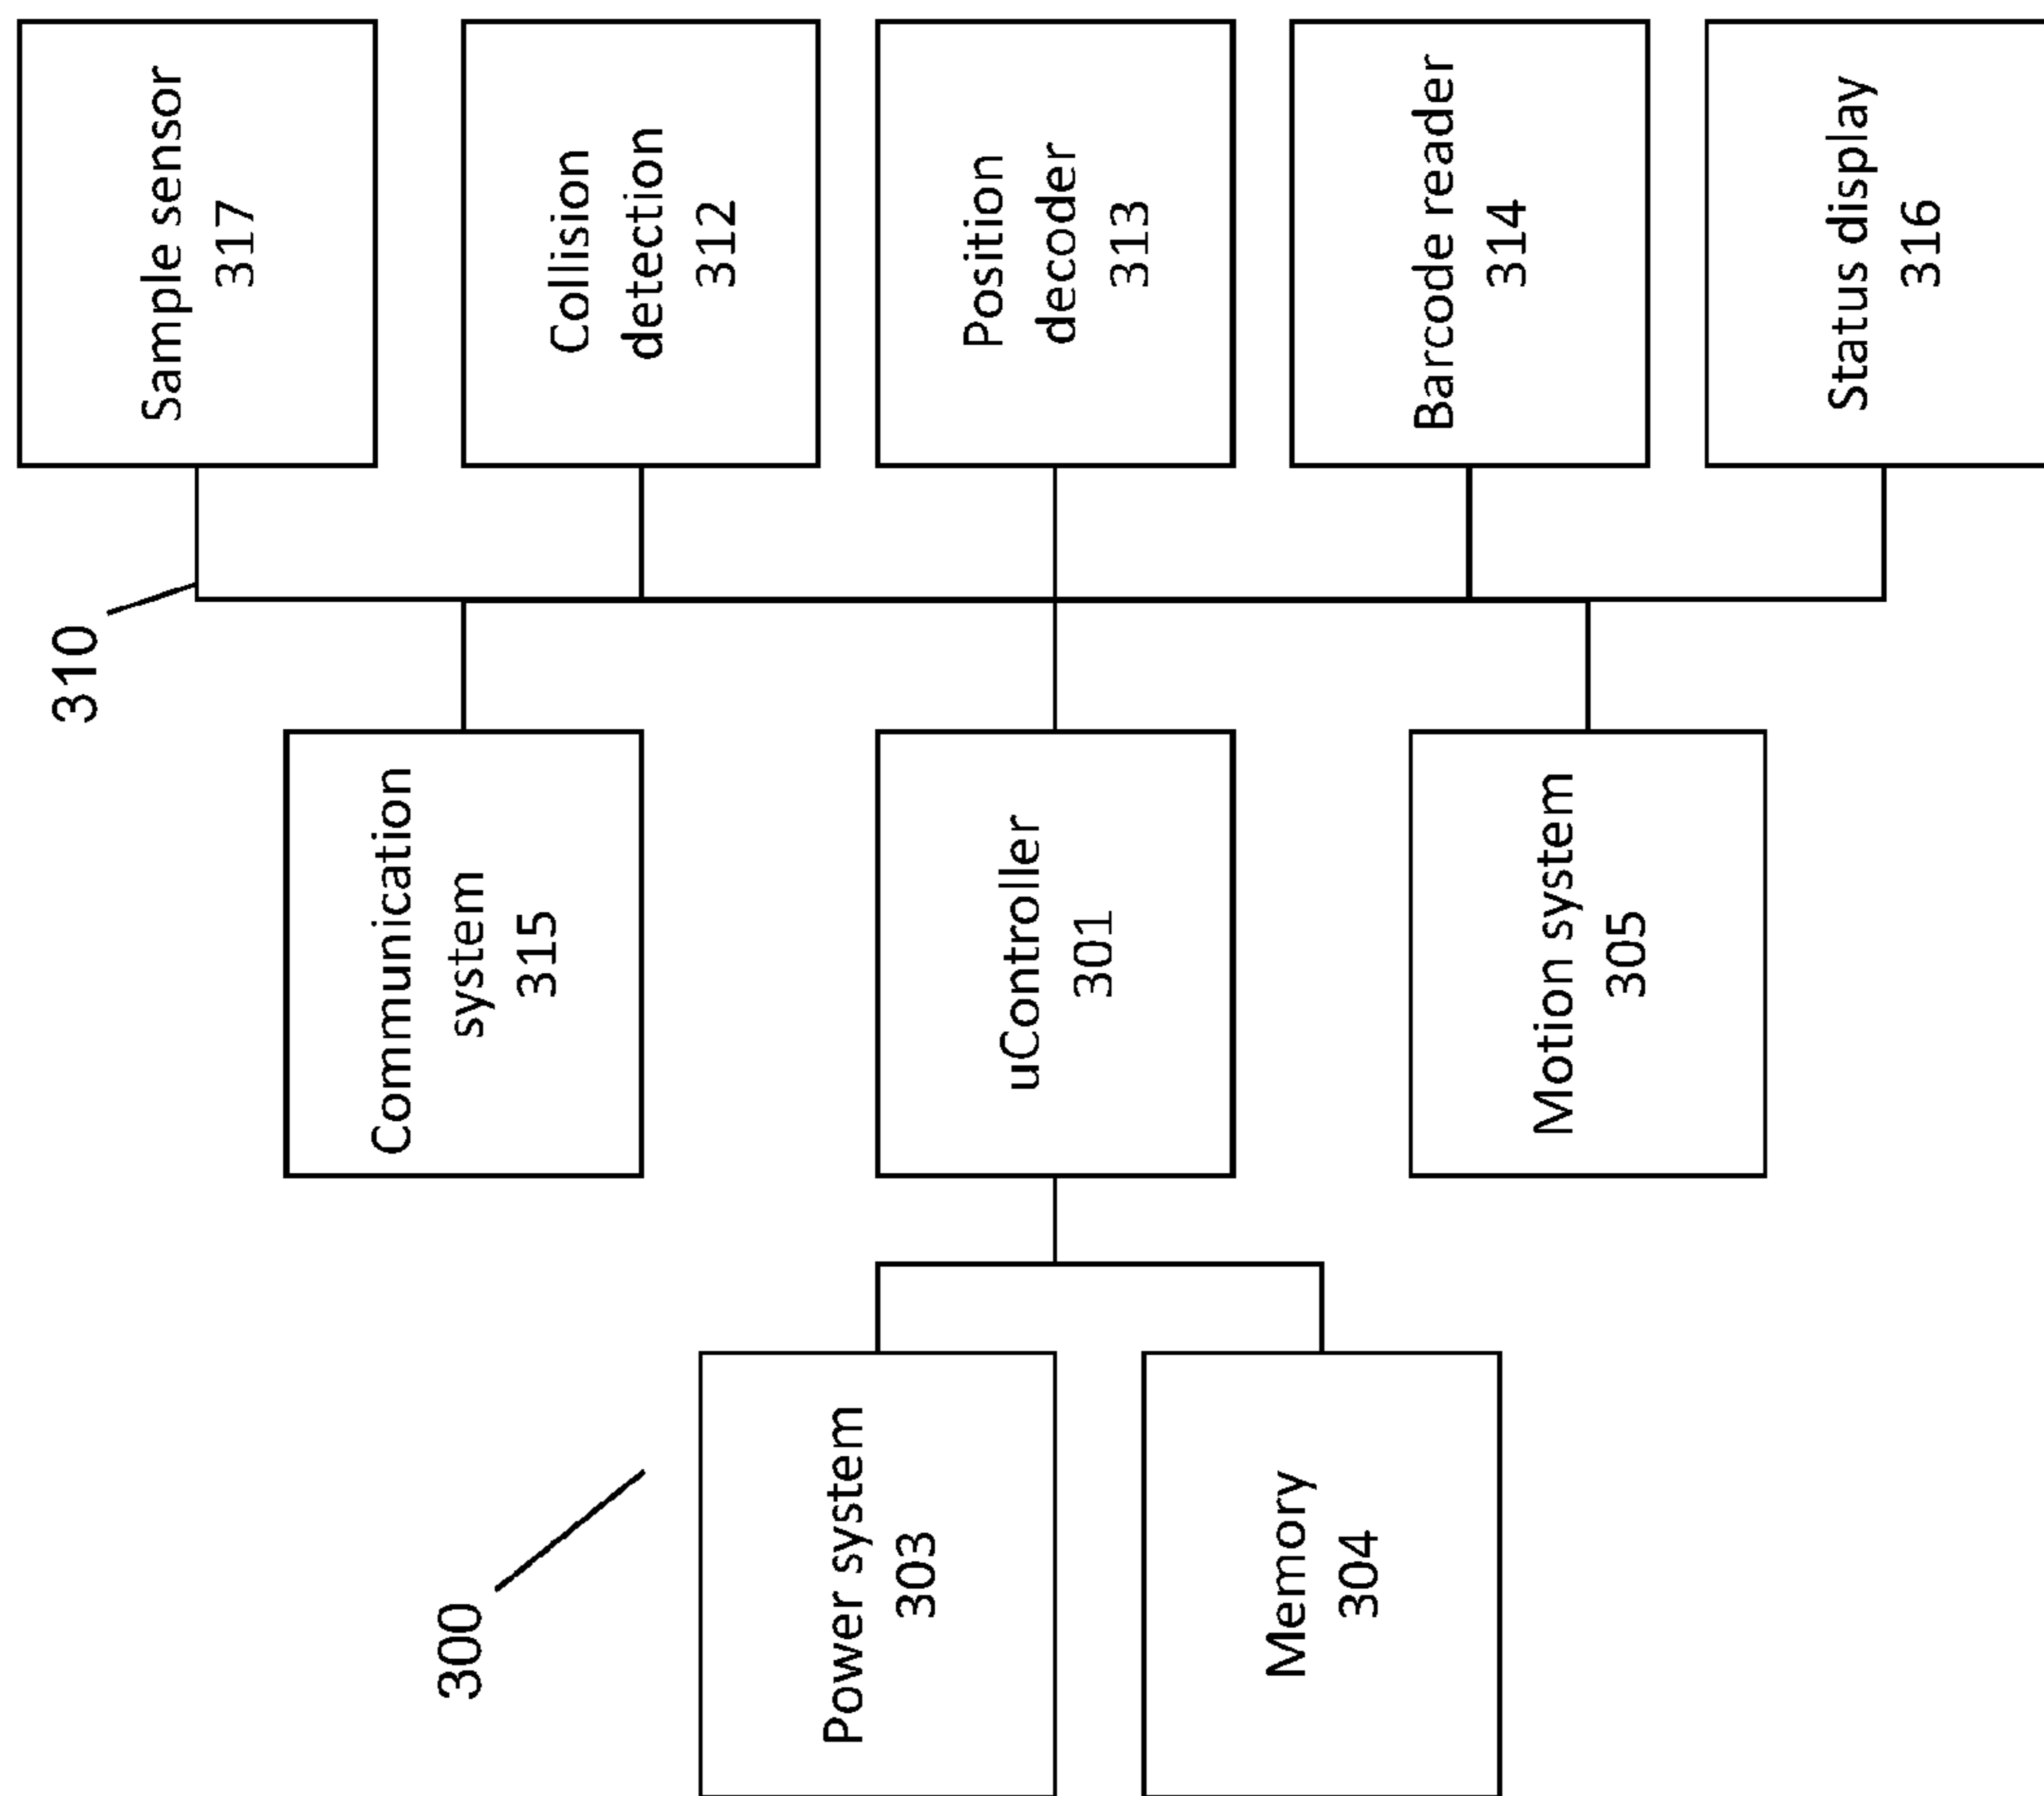 300
Power system
303
Memory
304
Communication
system
315
uController
301
Motion system
305
310
Sample sensor
317
Collision
detection
312
Position
decoder
313
Barcode reader
314
Status display
316